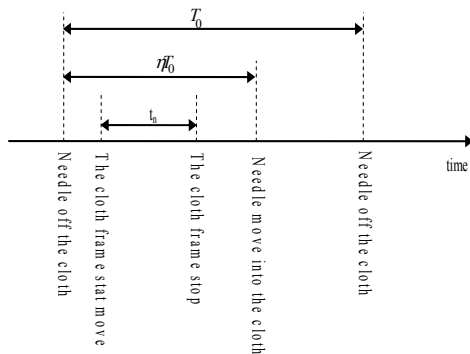 T₀
ηT₀
tₙ
time
Needle off the cloth
The cloth frame stat move
The cloth frame stop
Needle move into the cloth
Needle off the cloth